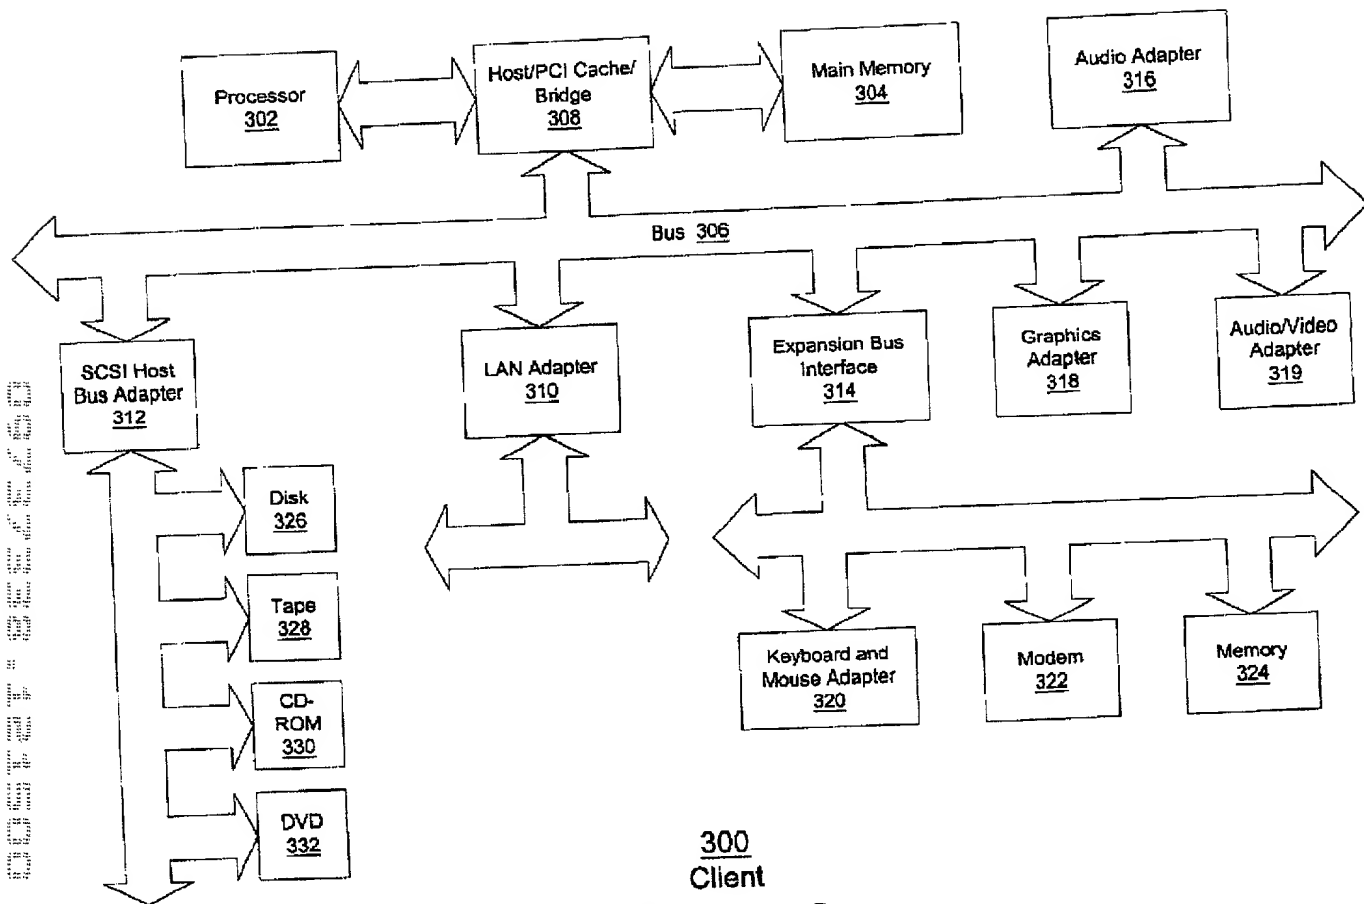 Processor
302
Host/PCI Cache/
Bridge
308
Main Memory
304
Audio Adapter
316
Bus 306
SCSI Host
Bus Adapter
312
LAN Adapter
310
Expansion Bus
Interface
314
Graphics
Adapter
318
Audio/Video
Adapter
319
Disk
326
Tape
328
CD-
ROM
330
DVD
332
Keyboard and
Mouse Adapter
320
Modem
322
Memory
324
300
Client